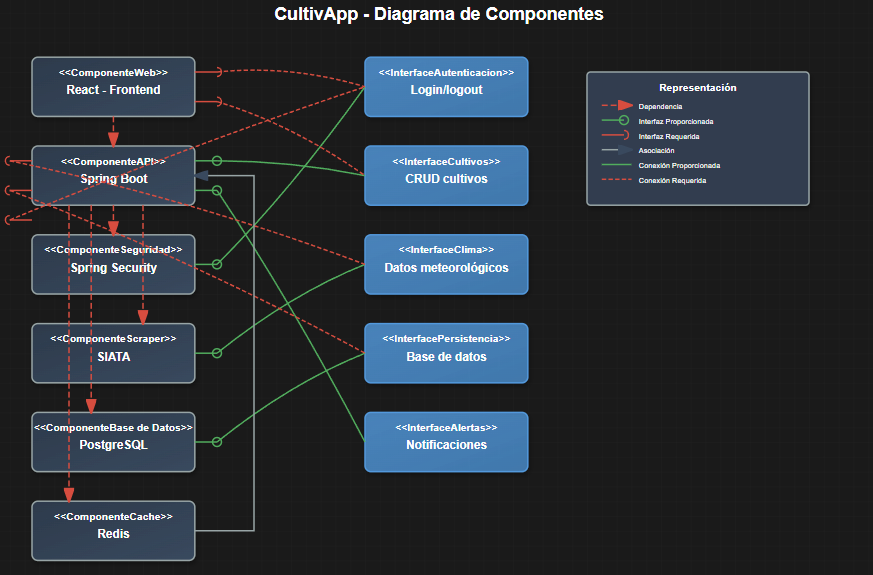 CultivApp - Diagrama de Componentes
<<ComponenteWeb>>
React - Frontend
<<ComponenteAPI>>
Spring Boot
<<ComponenteSeguridad>>
Spring Security
<<ComponenteScraper>>
SIATA
<<ComponenteBase de Datos>>
PostgreSQL
<<ComponenteCache>>
Redis
<<InterfaceAutenticacion>>
Login/logout
<<InterfaceCultivos>>
CRUD cultivos
<<InterfaceClima>>
Datos meteorológicos
<<InterfacePersistencia>>
Base de datos
<<InterfaceAlertas>>
Notificaciones
Representación
Dependencia
Interfaz Proporcionada
Interfaz Requerida
Asociación
Conexión Proporcionada
Conexión Requerida